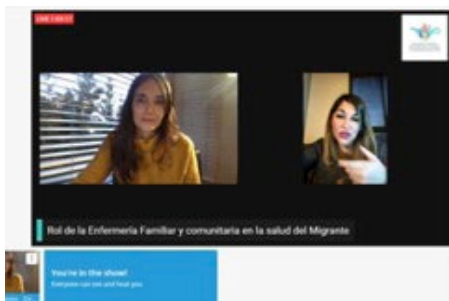 Rol de la Enfermería Familiar y comunitaria en la salud del Migrante
You're in the show!
Everyone can see and hear you